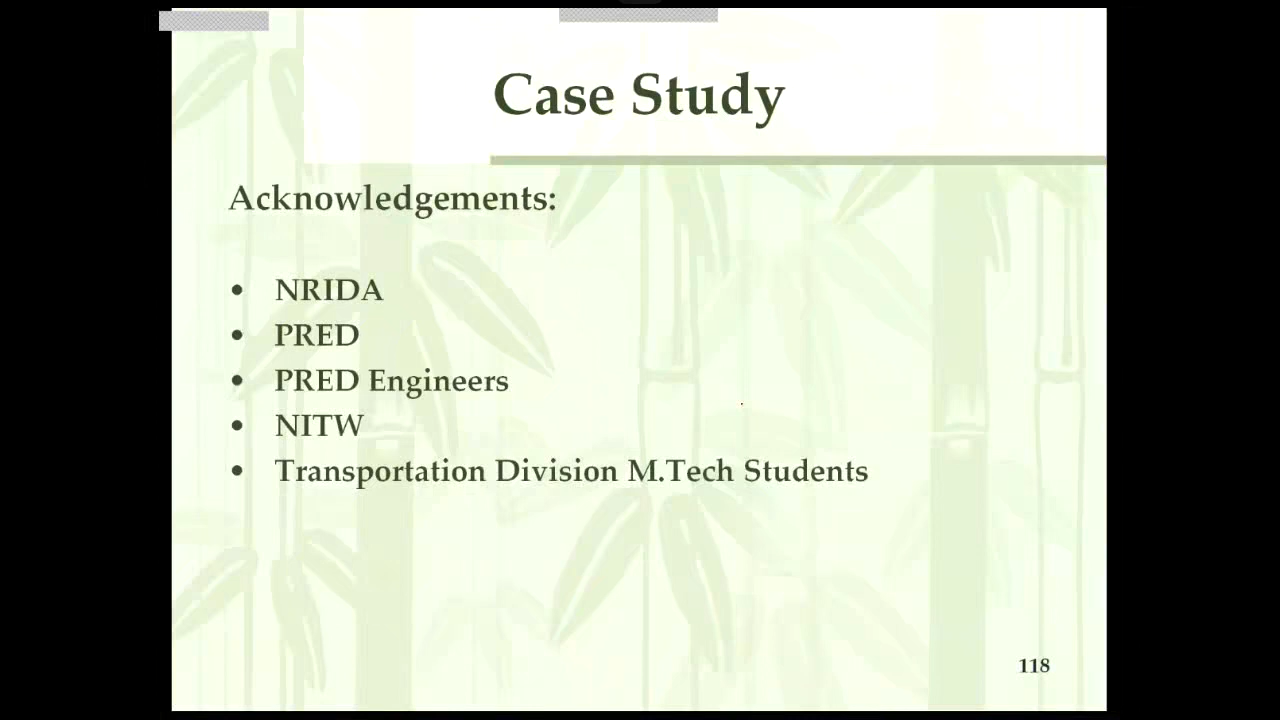 Case Study
Acknowledgements:
• NRIDA
• PRED
• PRED Engineers
• NITW
• Transportation Division M.Tech Students
118